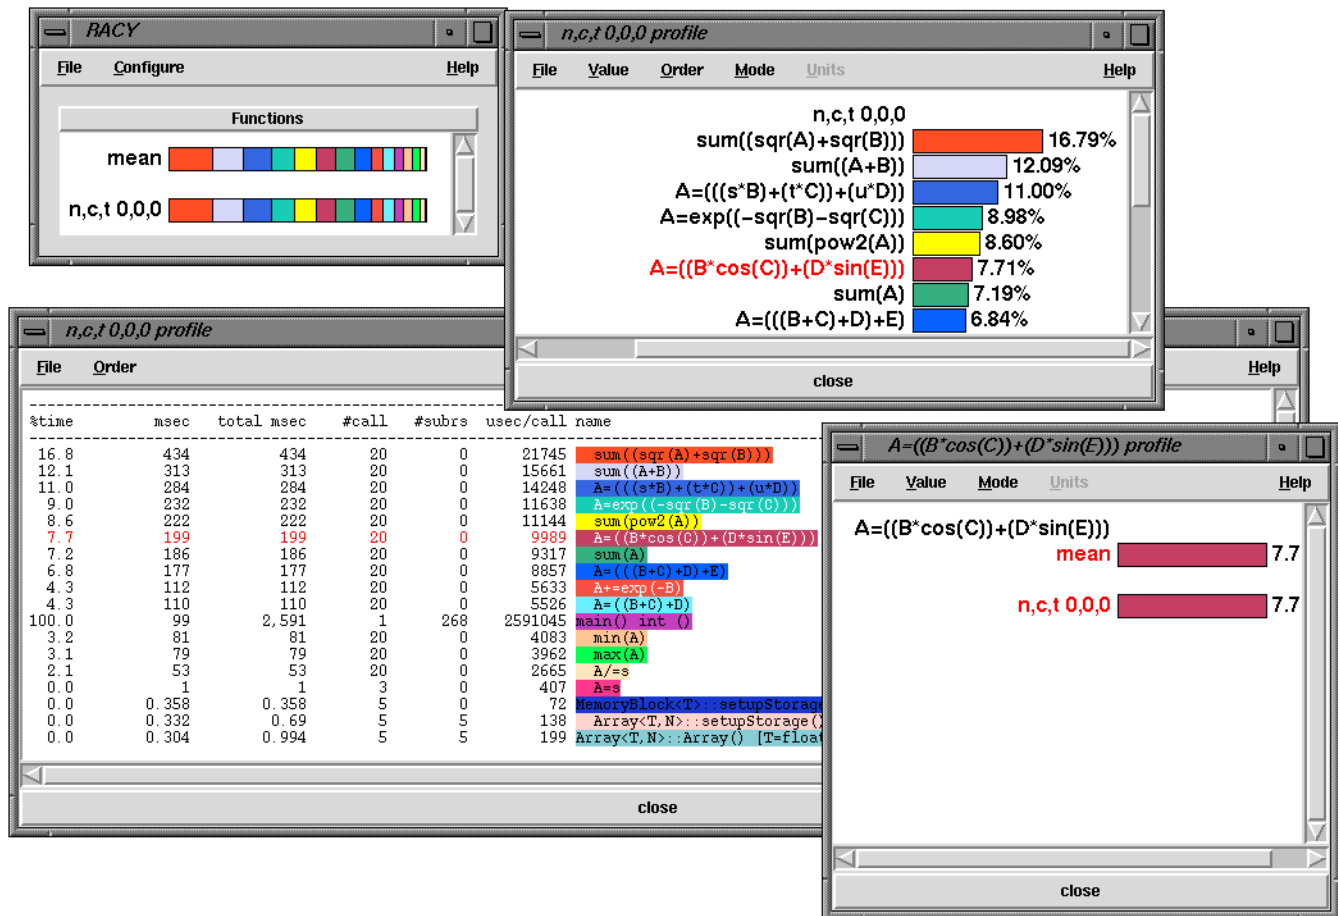 RACY
File Configure Help
Functions
mean
n,c,t 0,0,0
n,c,t 0,0,0 profile
File Value Order Mode Units Help
n,c,t 0,0,0
sum((sqr(A)+sqr(B))) 16.79%
sum((A+B)) 12.09%
A=(((s*B)+(t*C))+(u*D)) 11.00%
A=exp((-sqr(B)-sqr(C))) 8.98%
sum(pow2(A)) 8.60%
A=((B*cos(C))+(D*sin(E))) 7.71%
sum(A) 7.19%
A=(((B+C)+D)+E) 6.84%
close
n,c,t 0,0,0 profile
File Order Help
%time msec total msec #call #subrs usec/call name
16.8 434 434 20 0 21745 sum((sqr(A)+sqr(B)))
12.1 313 313 20 0 15661 sum((A+B))
11.0 284 284 20 0 14248 A=(((s*B)+(t*C))+(u*D))
9.0 232 232 20 0 11638 A=exp((-sqr(B)-sqr(C)))
8.6 222 222 20 0 11144 sum(pow2(A))
7.7 199 199 20 0 9989 A=((B*cos(C))+(D*sin(E)))
7.2 186 186 20 0 9317 sum(A)
6.8 177 177 20 0 8857 A=(((B+C)+D)+E)
4.3 112 112 20 0 5633 A+=exp(-B)
4.3 110 110 20 0 5526 A=((B+C)+D)
100.0 99 2,591 1 268 2591045 main() int ()
3.2 81 81 20 0 4083 min(A)
3.1 79 79 20 0 3962 max(A)
2.1 53 53 20 0 2665 A/=s
0.0 1 1 3 0 407 A=s
0.0 0.358 0.358 5 0 72 MemoryBlock<T>::setupStorage
0.0 0.332 0.69 5 5 138 Array<T,N>::setupStorage()
0.0 0.304 0.994 5 5 199 Array<T,N>::Array() [T=float
close
A=((B*cos(C))+(D*sin(E))) profile
File Value Mode Units Help
A=((B*cos(C))+(D*sin(E)))
mean 7.7
n,c,t 0,0,0 7.7
close